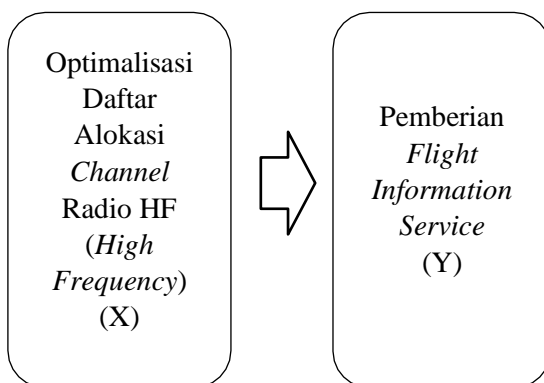 Optimalisasi
Daftar
Alokasi
Channel
Radio HF
(High
Frequency)
(X)
Pemberian
Flight
Information
Service
(Y)